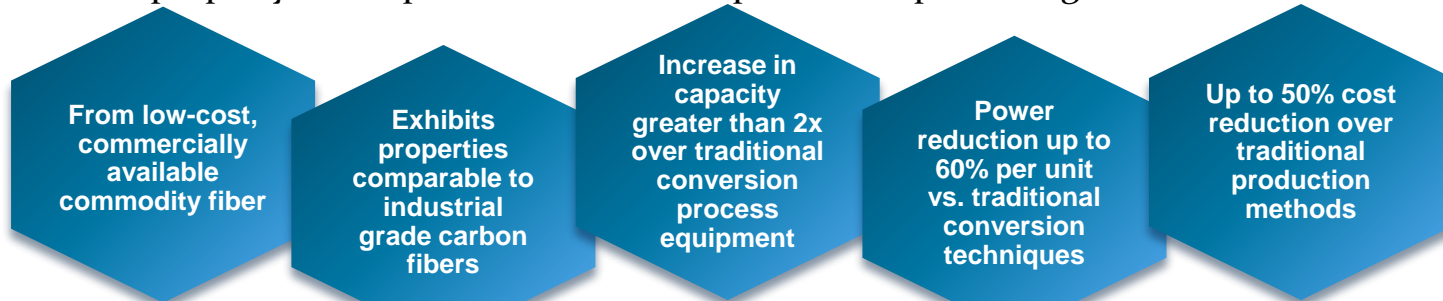 From low-cost,
commercially
available
commodity fiber
Exhibits
properties
comparable to
industrial
grade carbon
fibers
Increase in
capacity
greater than 2x
over traditional
conversion
process
equipment
Power
reduction up to
60% per unit
vs. traditional
conversion
techniques
Up to 50% cost
reduction over
traditional
production
methods